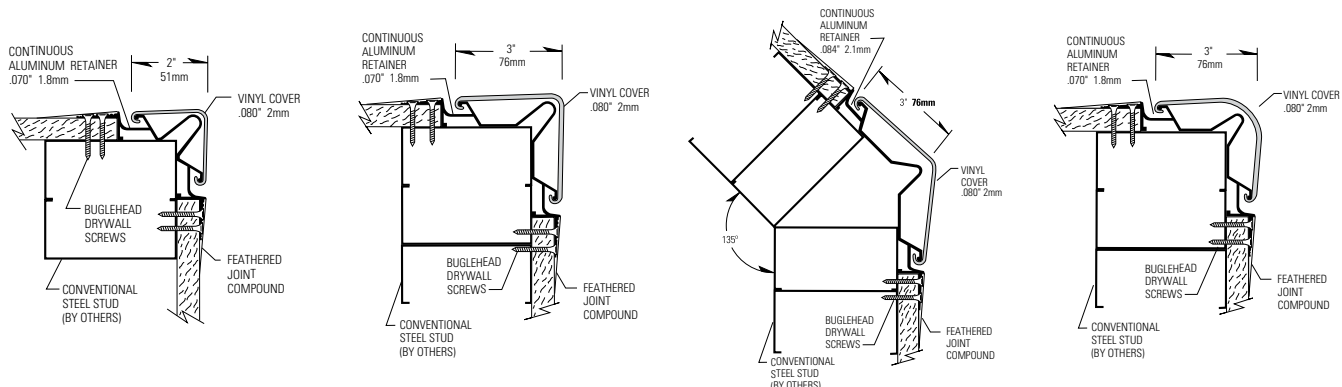 CONTINUOUS
ALUMINUM RETAINER
.070" 1.8mm
2"
51mm
VINYL COVER
.080" 2mm
BUGLEHEAD
DRYWALL
SCREWS
FEATHERED
JOINT
COMPOUND
CONVENTIONAL
STEEL STUD
(BY OTHERS)
CONTINUOUS
ALUMINUM
RETAINER
.070" 1.8mm
3"
76mm
VINYL COVER
.080" 2mm
BUGLEHEAD
DRYWALL
SCREWS
FEATHERED
JOINT
COMPOUND
CONVENTIONAL
STEEL STUD
(BY OTHERS)
CONTINUOUS
ALUMINUM
RETAINER
.084" 2.1mm
3" 76mm
VINYL
COVER
.080" 2mm
135°
BUGLEHEAD
DRYWALL
SCREWS
FEATHERED
JOINT
COMPOUND
CONVENTIONAL
STEEL STUD
(BY OTHERS)
CONTINUOUS
ALUMINUM
RETAINER
.070" 1.8mm
3"
76mm
VINYL COVER
.080" 2mm
BUGLEHEAD
DRYWALL
SCREWS
FEATHERED
JOINT
COMPOUND
CONVENTIONAL
STEEL STUD
(BY OTHERS)